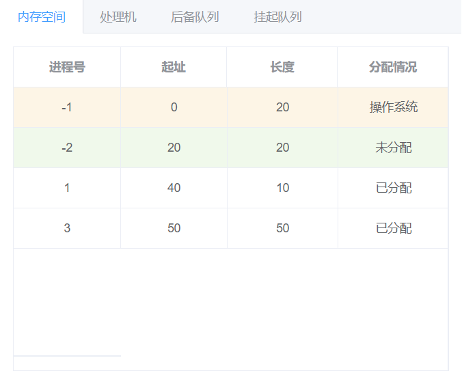 内存空间 处理机 后备队列 挂起队列
进程号 起址 长度 分配情况
-1 0 20 操作系统
-2 20 20 未分配
1 40 10 已分配
3 50 50 已分配